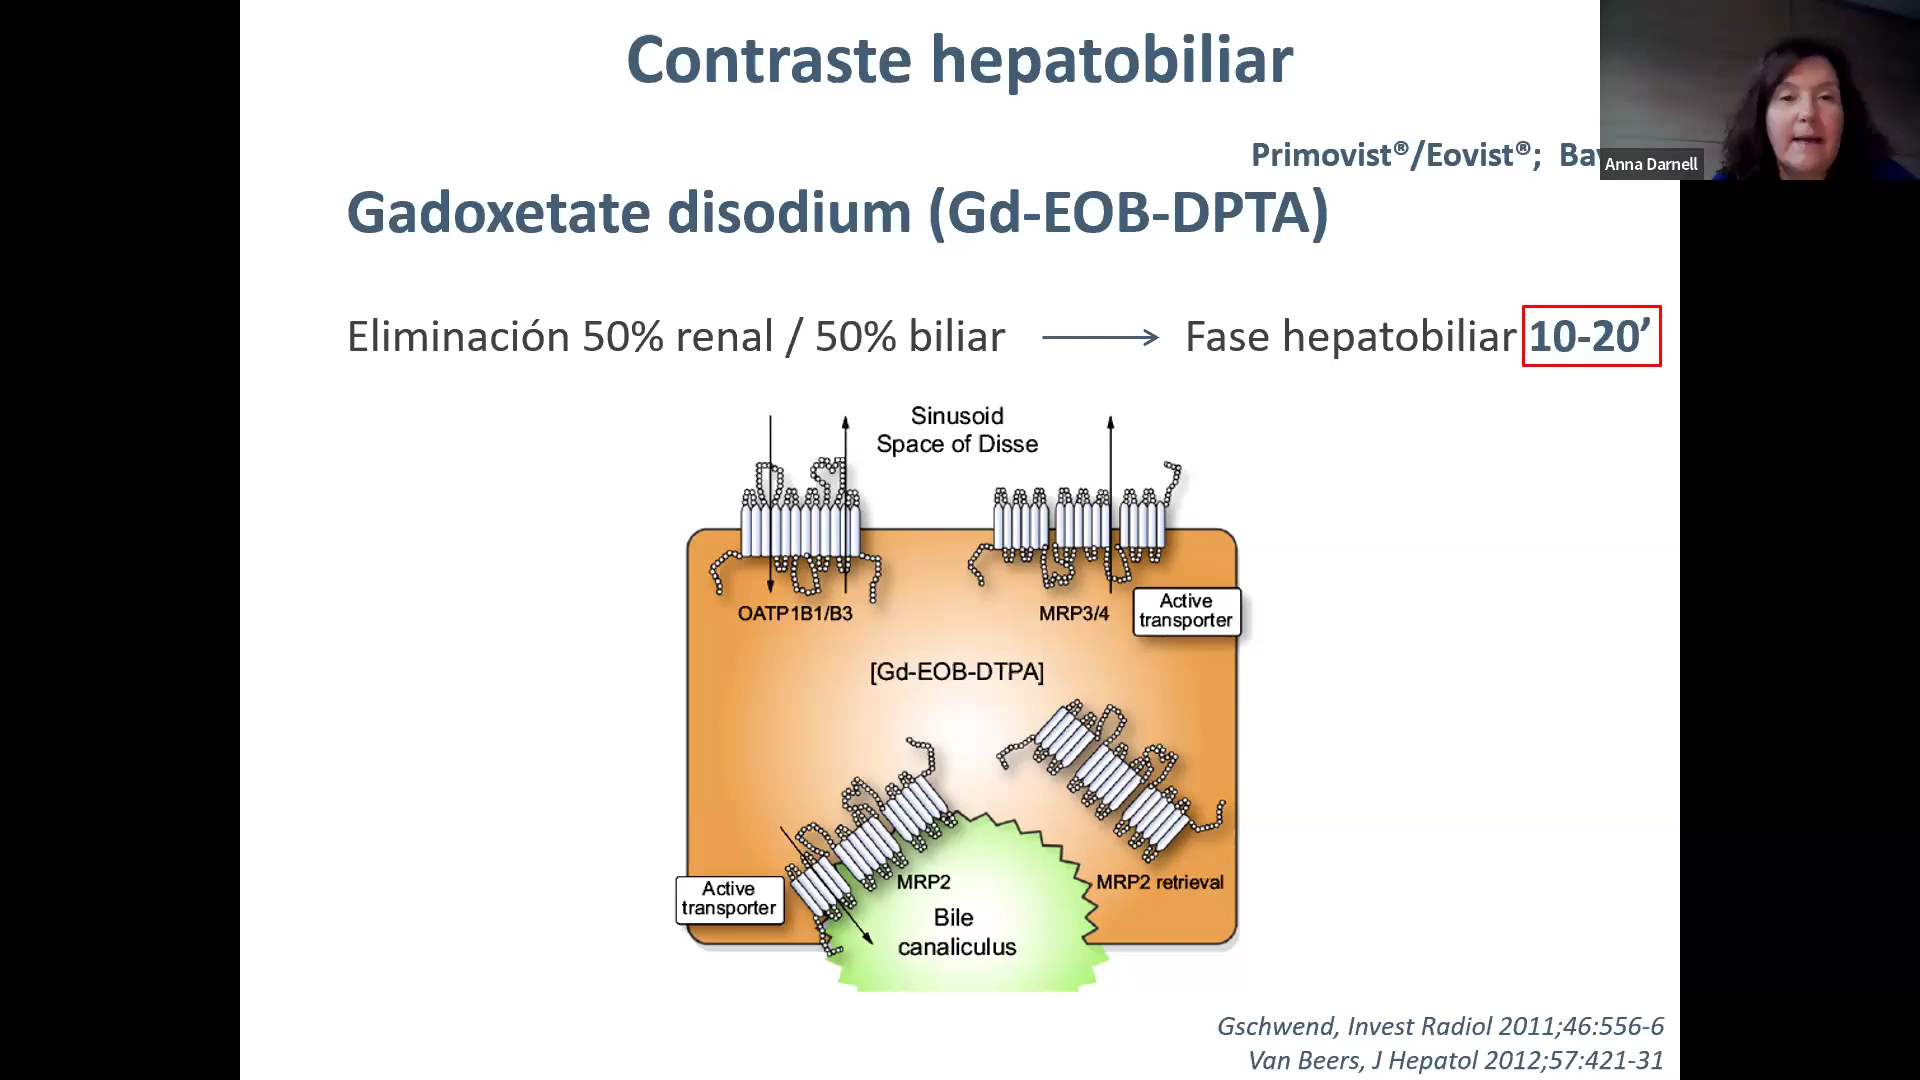 Contraste hepatobiliar
Primovist®/Eovist®;
Anna Darnell
Gadoxetate disodium (Gd-EOB-DPTA)
Eliminación 50% renal / 50% biliar
Fase hepatobiliar 10-20’
Sinusoid
Space of Disse
OATP1B1/B3
MRP3/4
Active
transporter
[Gd-EOB-DTPA]
MRP2
MRP2 retrieval
Active
transporter
Bile
canaliculus
Gschwend, Invest Radiol 2011;46:556-6
Van Beers, J Hepatol 2012;57:421-31